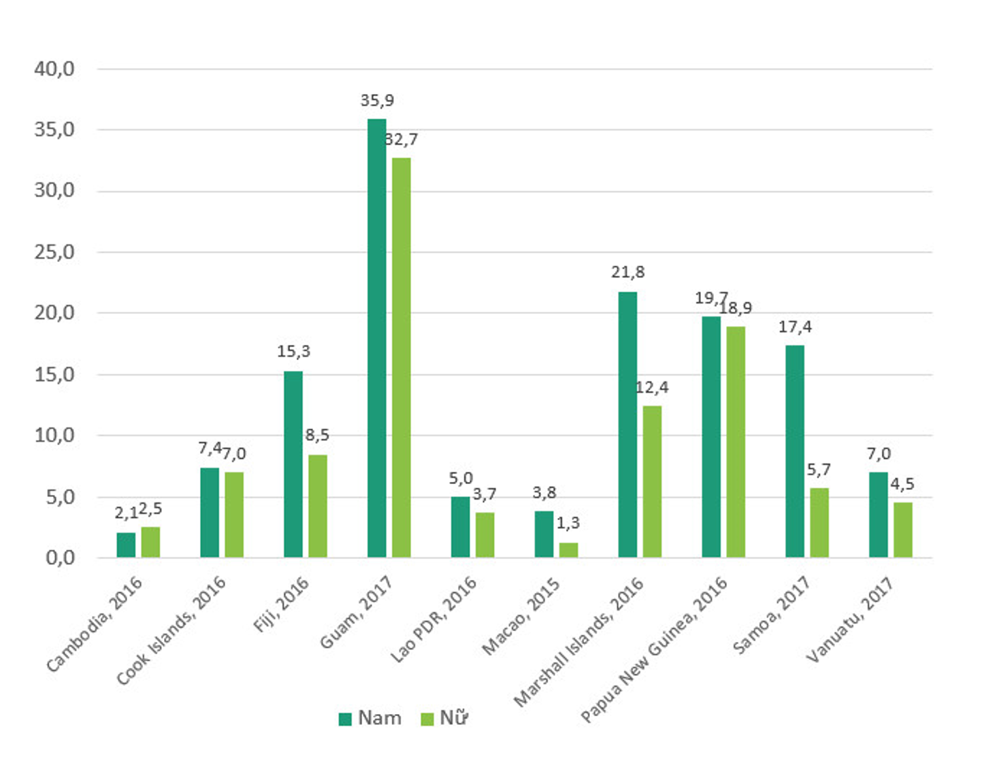 40,0
35,0
30,0
25,0
20,0
15,0
10,0
5,0
0,0
2,1
2,5
7,4
7,0
15,3
8,5
35,9
32,7
5,0
3,7
3,8
1,3
21,8
12,4
19,7
18,9
17,4
5,7
7,0
4,5
Cambodia, 2016
Cook Islands, 2016
Fiji, 2016
Guam, 2017
Lao PDR, 2016
Macao, 2015
Marshall Islands, 2016
Papua New Guinea, 2016
Samoa, 2017
Vanuatu, 2017
Nam
Nữ